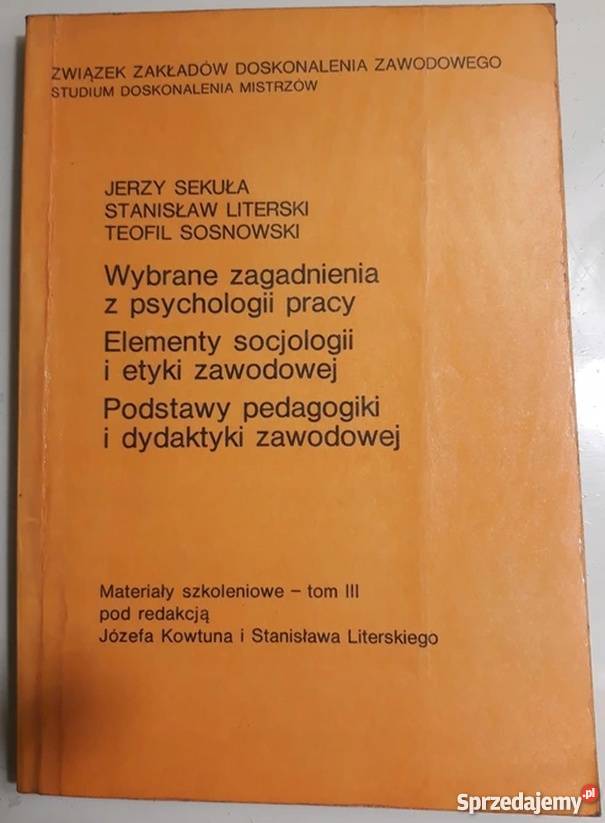 ZWIĄZEK ZAKŁADÓW DOSKONALENIA ZAWODOWEGO
STUDIUM DOSKONALENIA MISTRZÓW
JERZY SEKUŁA
STANISŁAW LITERSKI
TEOFIL SOSNOWSKI
Wybrane zagadnienia
z psychologii pracy
Elementy socjologii
i etyki zawodowej
Podstawy pedagogiki
i dydaktyki zawodowej
Materiały szkoleniowe – tom III
pod redakcją
Józefa Kowtuna i Stanisława Literskiego
Sprzedajemy.pl